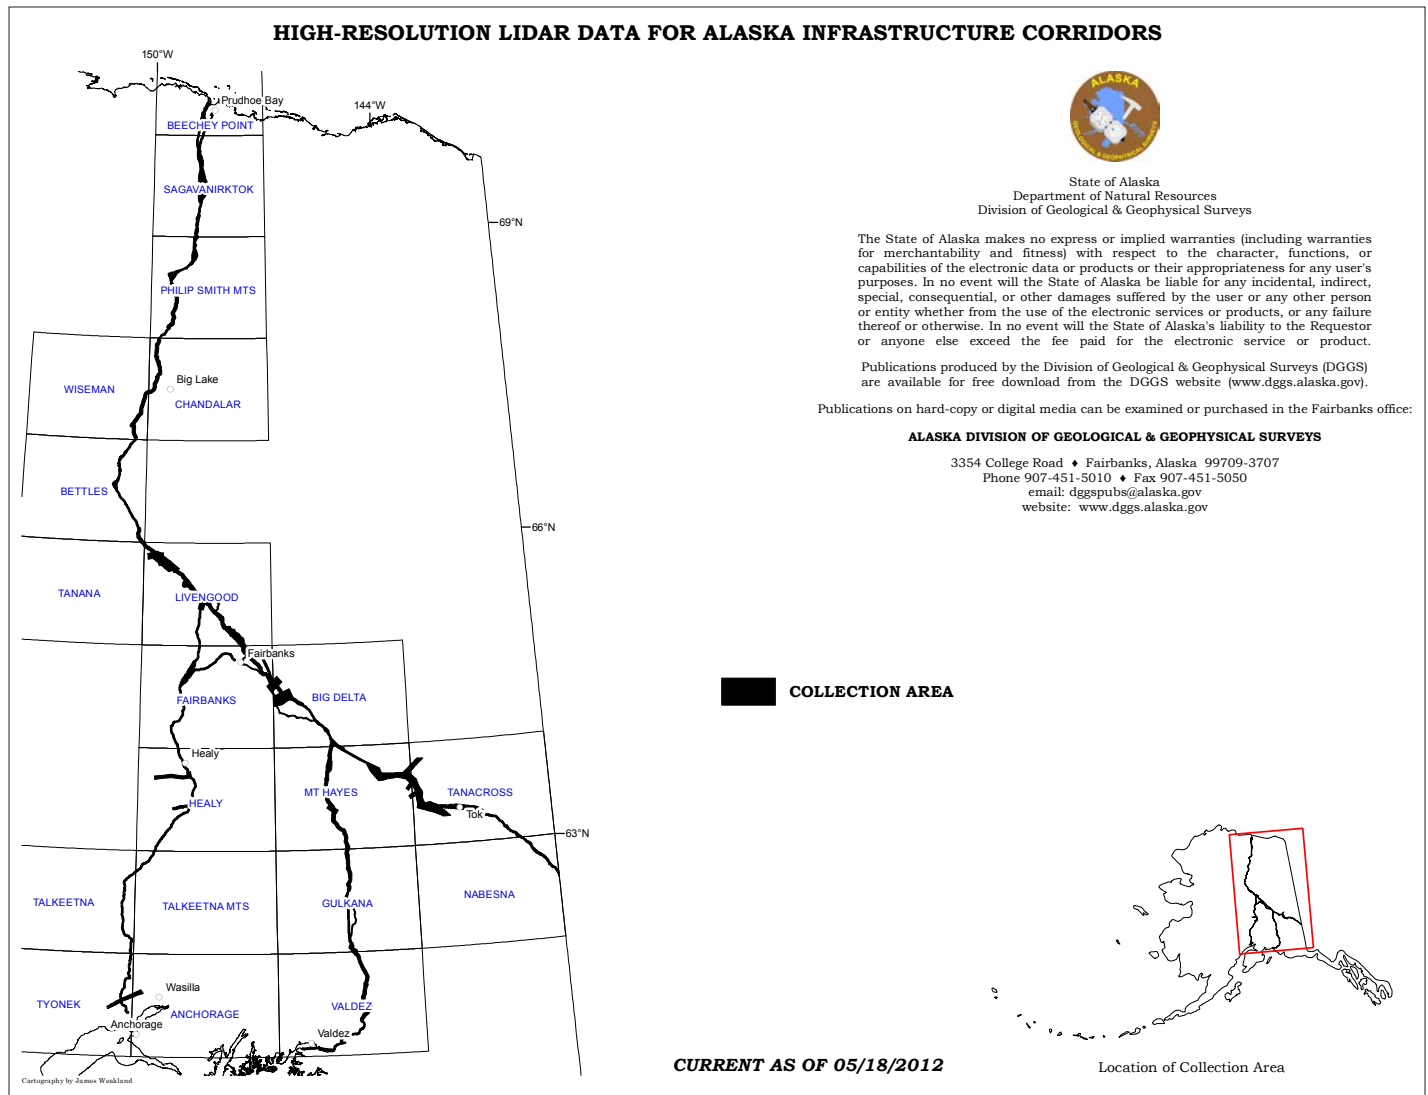 HIGH-RESOLUTION LIDAR DATA FOR ALASKA INFRASTRUCTURE CORRIDORS
150°W
144°W
Prudhoe Bay
BEECHEY POINT
SAGAVANIRKTOK
69°N
PHILIP SMITH MTS
WISEMAN
Big Lake
CHANDALAR
BETTLES
66°N
TANANA
LIVENGOOD
Fairbanks
FAIRBANKS
BIG DELTA
Healy
HEALY
MT HAYES
TANACROSS
Tok
63°N
TALKEETNA
TALKEETNA MTS
GULKANA
NABESNA
Wasilla
TYONEK
ANCHORAGE
VALDEZ
Anchorage
Valdez
Cartography by James Weakland
ALASKA
GEOLOGICAL & GEOPHYSICAL SURVEYS
State of Alaska
Department of Natural Resources
Division of Geological & Geophysical Surveys
The State of Alaska makes no express or implied warranties (including warranties
for merchantability and fitness) with respect to the character, functions, or
capabilities of the electronic data or products or their appropriateness for any user's
purposes. In no event will the State of Alaska be liable for any incidental, indirect,
special, consequential, or other damages suffered by the user or any other person
or entity whether from the use of the electronic services or products, or any failure
thereof or otherwise. In no event will the State of Alaska's liability to the Requestor
or anyone else exceed the fee paid for the electronic service or product.
Publications produced by the Division of Geological & Geophysical Surveys (DGGS)
are available for free download from the DGGS website (www.dggs.alaska.gov).
Publications on hard-copy or digital media can be examined or purchased in the Fairbanks office:
ALASKA DIVISION OF GEOLOGICAL & GEOPHYSICAL SURVEYS
3354 College Road ♦ Fairbanks, Alaska 99709-3707
Phone 907-451-5010 ♦ Fax 907-451-5050
email: dggspubs@alaska.gov
website: www.dggs.alaska.gov
COLLECTION AREA
CURRENT AS OF 05/18/2012
Location of Collection Area